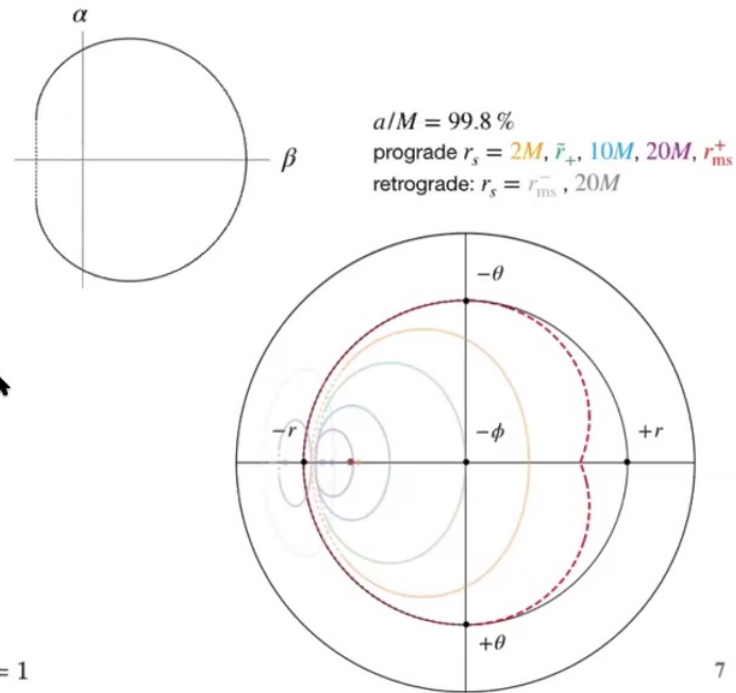 α
β
a/M = 99.8 %
prograde r_s = 2M, r̃_+, 10M, 20M, r_ms^+
retrograde: r_s = r_ms^-, 20M
−θ
−r
−ϕ
+r
+θ
= 1
7